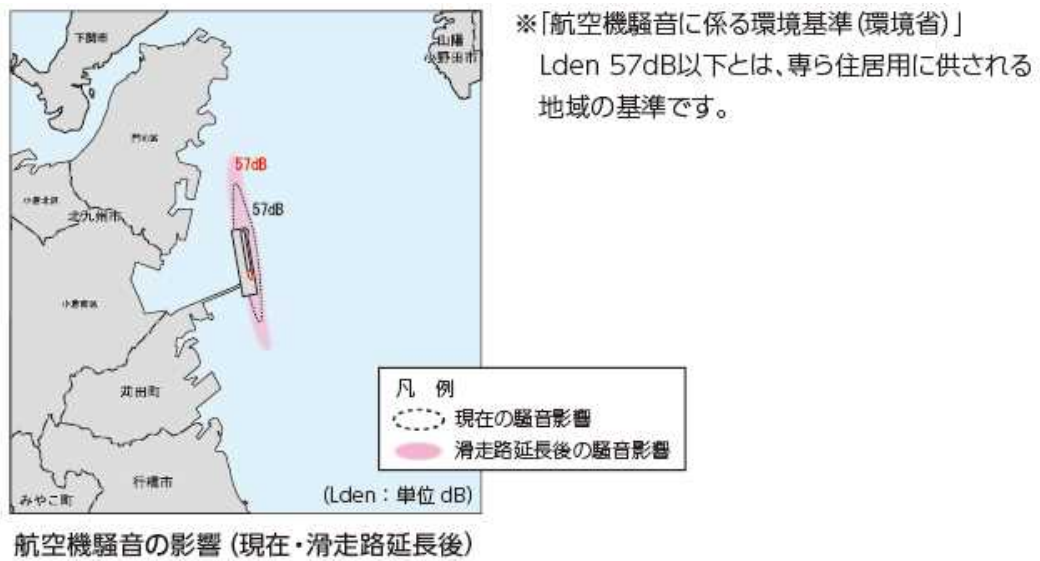 下関市
山陽
小野田市
門司区
57dB
57dB
小倉北区
北九州市
小倉南区
苅田町
行橋市
みやこ町
(Lden：単位 dB)
凡 例
現在の騒音影響
滑走路延長後の騒音影響
航空機騒音の影響 (現在・滑走路延長後)
※「航空機騒音に係る環境基準(環境省)」
Lden 57dB以下とは、専ら住居用に供される
地域の基準です。